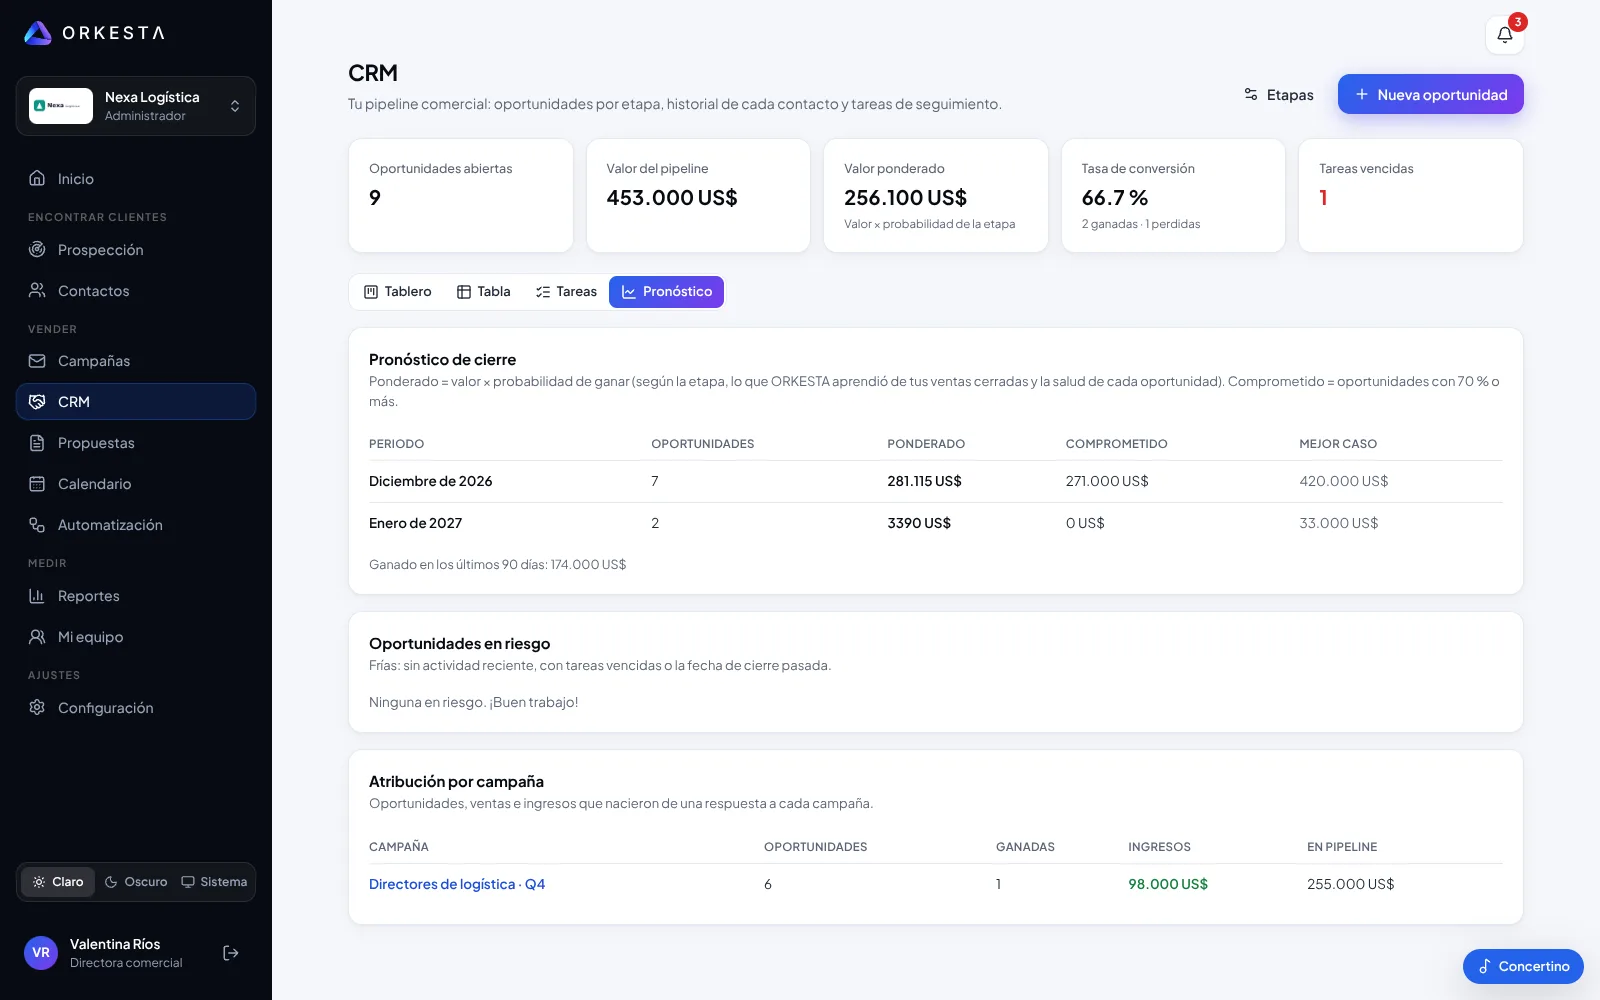 ORKESTA
3
Nexa
Nexa Logística
Administrador
CRM
Tu pipeline comercial: oportunidades por etapa, historial de cada contacto y tareas de seguimiento.
Etapas
Nueva oportunidad
Inicio
ENCONTRAR CLIENTES
Prospección
Contactos
VENDER
Campañas
CRM
Propuestas
Calendario
Automatización
MEDIR
Reportes
Mi equipo
AJUSTES
Configuración
Claro
Oscuro
Sistema
VR
Valentina Ríos
Directora comercial
Oportunidades abiertas
9
Valor del pipeline
453.000 US$
Valor ponderado
256.100 US$
Valor × probabilidad de la etapa
Tasa de conversión
66.7 %
2 ganadas · 1 perdidas
Tareas vencidas
1
Tablero
Tabla
Tareas
Pronóstico
Pronóstico de cierre
Ponderado = valor × probabilidad de ganar (según la etapa, lo que ORKESTA aprendió de tus ventas cerradas y la salud de cada oportunidad). Comprometido = oportunidades con 70 % o
más.
PERIODO OPORTUNIDADES PONDERADO COMPROMETIDO MEJOR CASO
Diciembre de 2026 7 281.115 US$ 271.000 US$ 420.000 US$
Enero de 2027 2 3390 US$ 0 US$ 33.000 US$
Ganado en los últimos 90 días: 174.000 US$
Oportunidades en riesgo
Frías: sin actividad reciente, con tareas vencidas o la fecha de cierre pasada.
Ninguna en riesgo. ¡Buen trabajo!
Atribución por campaña
Oportunidades, ventas e ingresos que nacieron de una respuesta a cada campaña.
CAMPAÑA OPORTUNIDADES GANADAS INGRESOS EN PIPELINE
Directores de logística · Q4 6 1 98.000 US$ 255.000 US$
Concertino